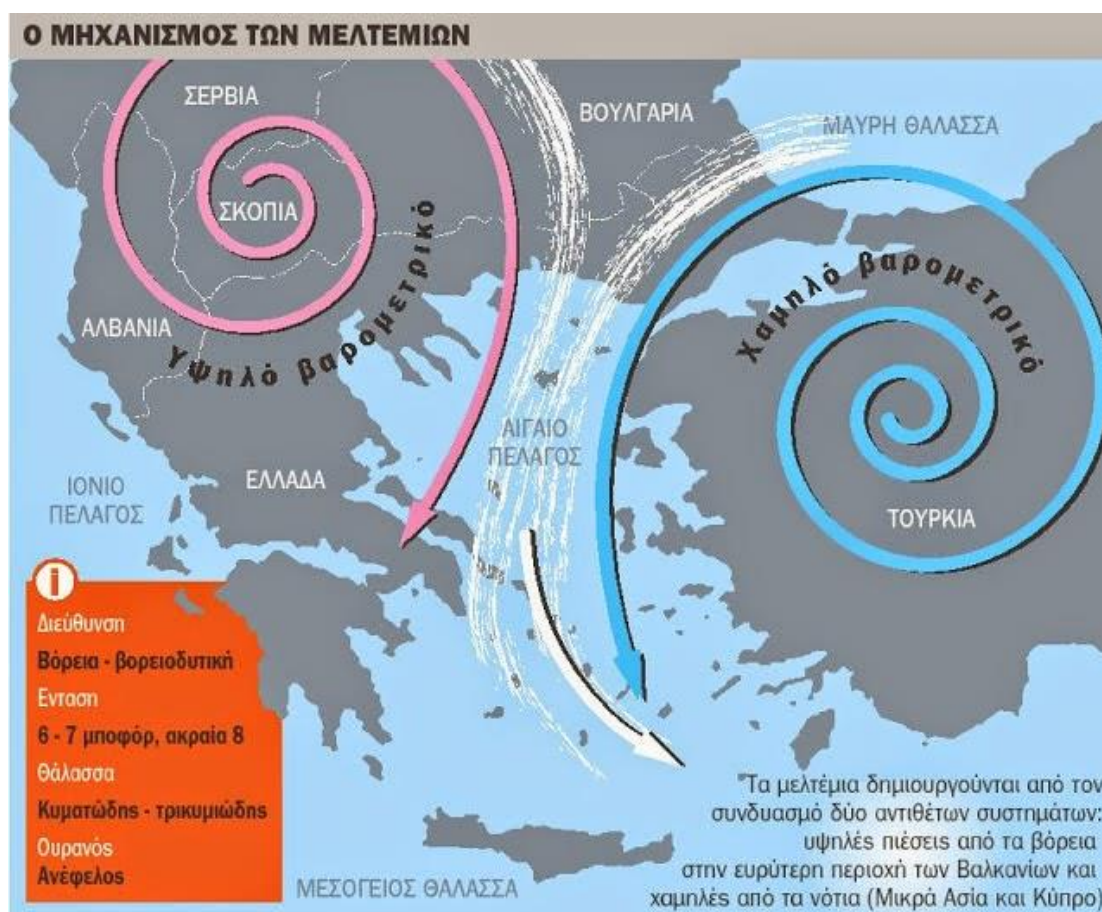 Ο ΜΗΧΑΝΙΣΜΟΣ ΤΩΝ ΜΕΛΤΕΜΙΩΝ
ΣΕΡΒΙΑ
ΒΟΥΛΓΑΡΙΑ
ΜΑΥΡΗ ΘΑΛΑΣΣΑ
ΣΚΟΠΙΑ
Υψηλό βαρομετρικό
Χαμηλό βαρομετρικό
ΑΛΒΑΝΙΑ
ΑΙΓΑΙΟ
ΠΕΛΑΓΟΣ
ΙΟΝΙΟ
ΠΕΛΑΓΟΣ
ΕΛΛΑΔΑ
ΤΟΥΡΚΙΑ
i
Διεύθυνση
Βόρεια - βορειοδυτική
Ενταση
6 - 7 μποφόρ, ακραία 8
Θάλασσα
Κυματώδης - τρικυμιώδης
Ουρανός
Ανέφελος
ΜΕΣΟΓΕΙΟΣ ΘΑΛΑΣΣΑ
"Τα μελτέμια δημιουργούνται από τον
συνδυασμό δύο αντιθέτων συστημάτων:
υψηλές πιέσεις από τα βόρεια
στην ευρύτερη περιοχή των Βαλκανίων και
χαμηλές από τα νότια (Μικρά Ασία και Κύπρο)